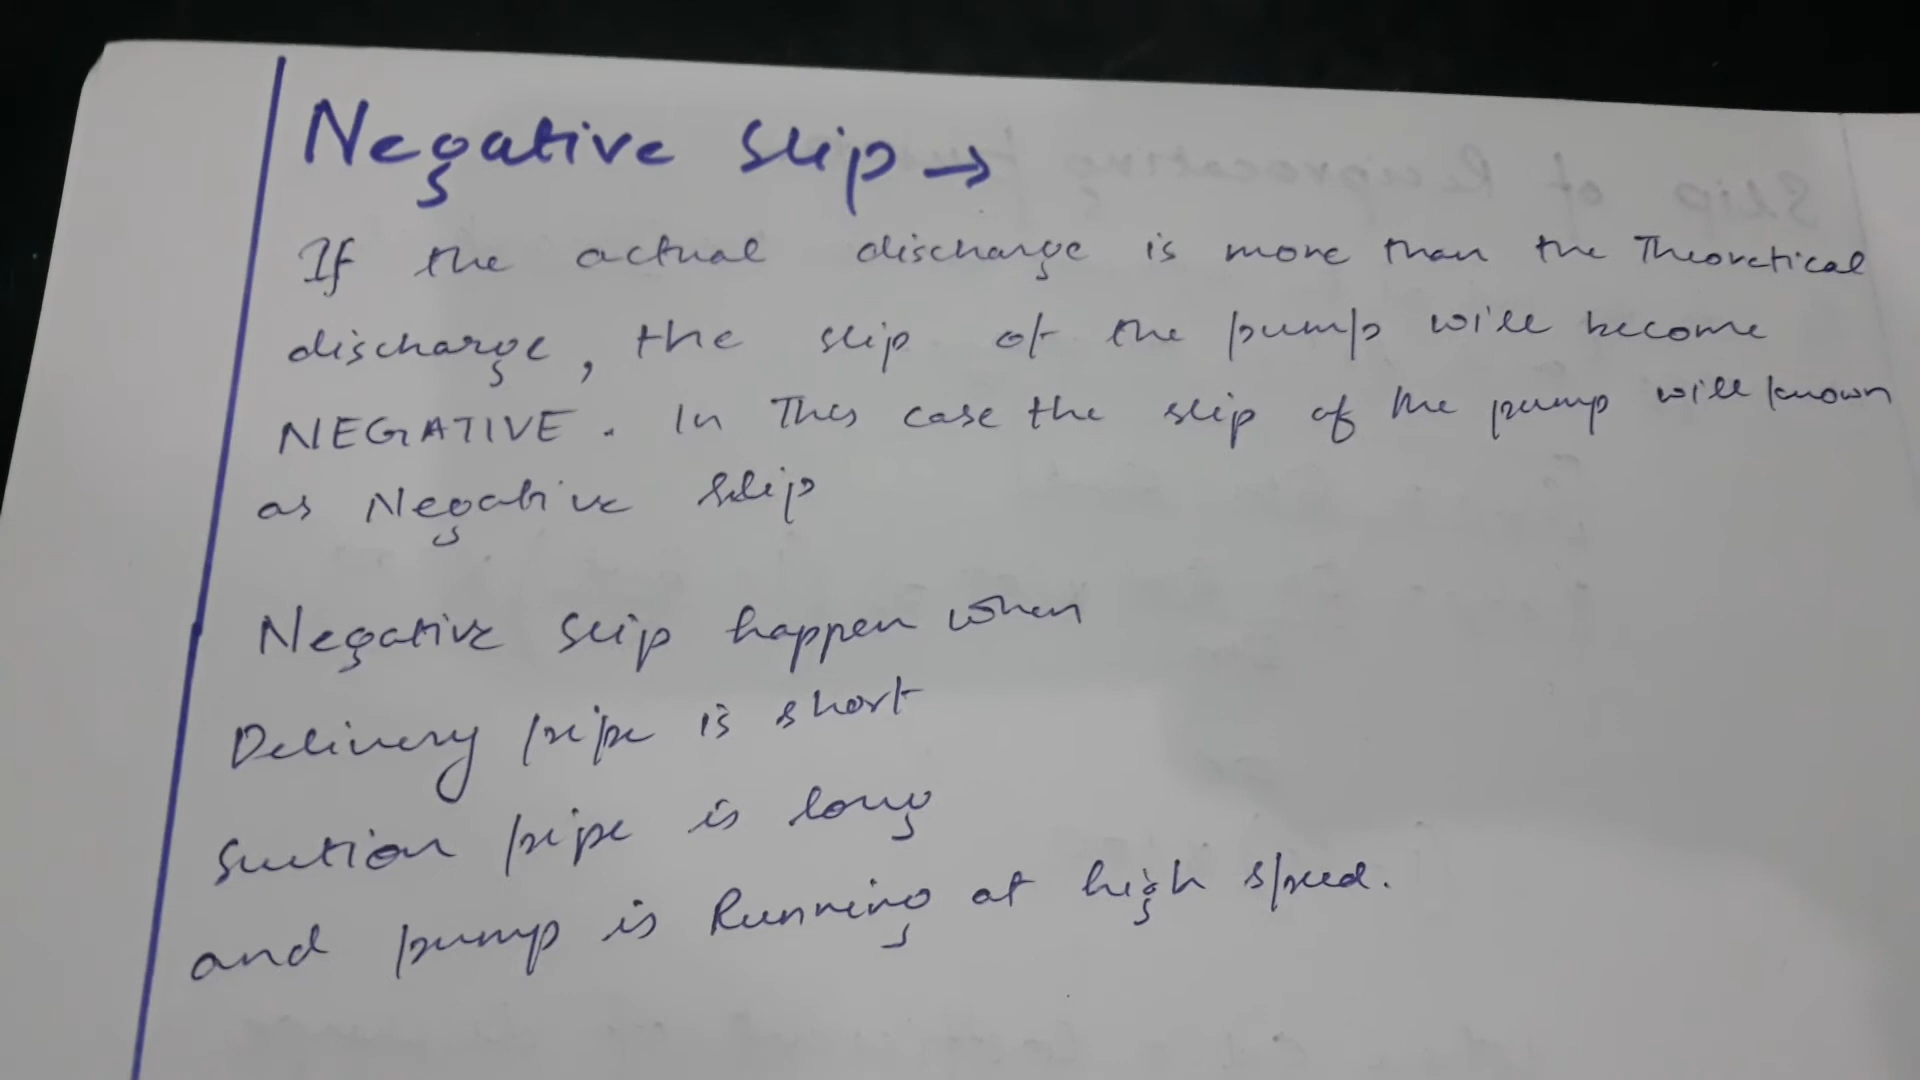 Negative Slip →
If the actual discharge is more than the Theoretical
discharge, the slip of the pump will become
NEGATIVE. In This case the slip of the pump will known
as Negative slip
Negative slip happen when
Delivery pipe is short
Suction pipe is long
and pump is Running at high speed.